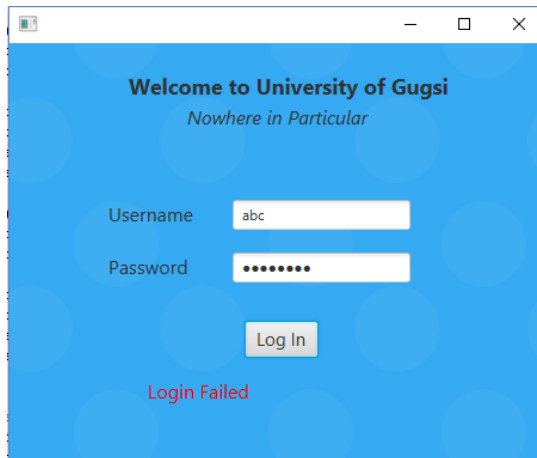 Welcome to University of Gugsi
Nowhere in Particular
Username abc
Password ••••••••
Log In
Login Failed